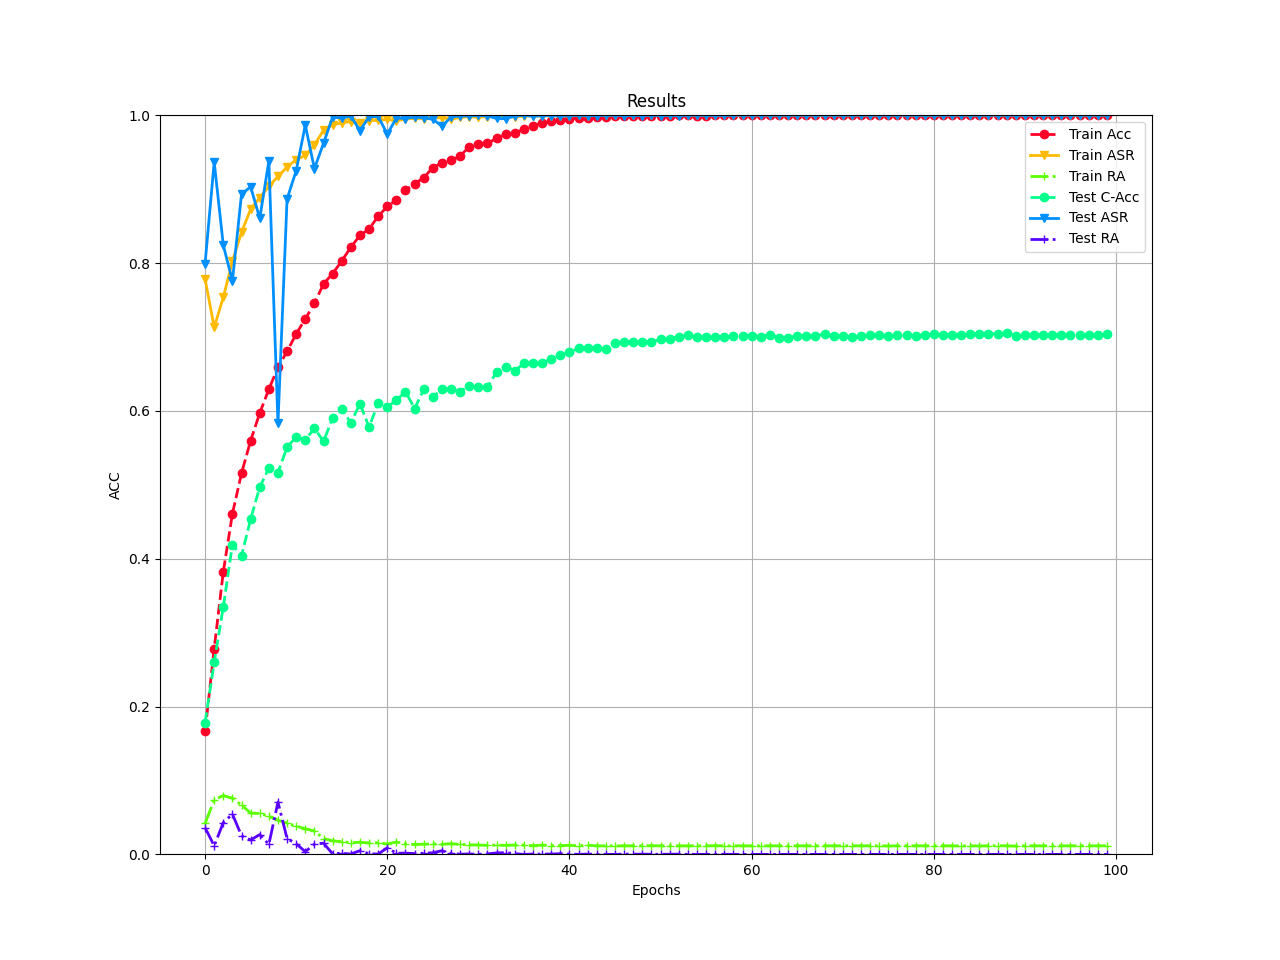 Results
1.0
0.8
0.6
0.4
0.2
0.0
ACC
0 20 40 60 80 100
Epochs
Train Acc
Train ASR
Train RA
Test C-Acc
Test ASR
Test RA